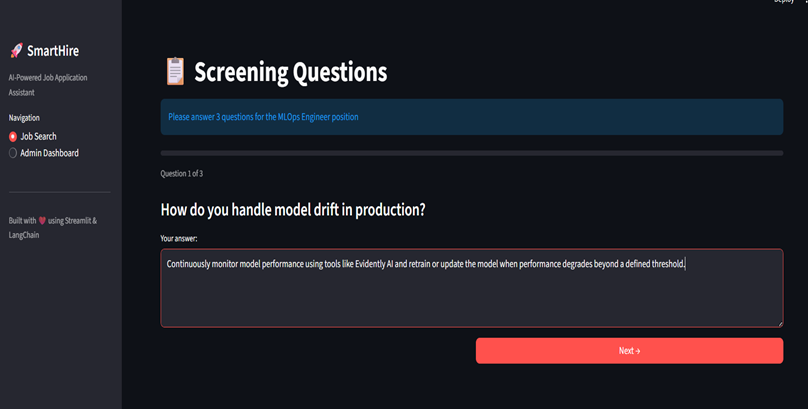 Deploy
🚀 SmartHire
AI-Powered Job Application
Assistant
Navigation
Job Search
Admin Dashboard
Built with ❤️ using Streamlit &
LangChain
📋 Screening Questions
Please answer 3 questions for the MLOps Engineer position
Question 1 of 3
How do you handle model drift in production?
Your answer:
Continuously monitor model performance using tools like Evidently AI and retrain or update the model when performance degrades beyond a defined threshold.
Next →